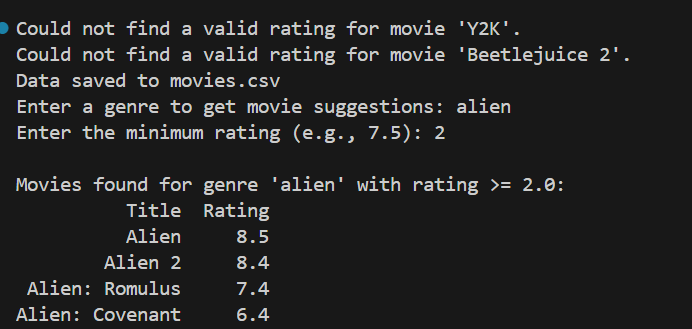 Could not find a valid rating for movie 'Y2K'.
Could not find a valid rating for movie 'Beetlejuice 2'.
Data saved to movies.csv
Enter a genre to get movie suggestions: alien
Enter the minimum rating (e.g., 7.5): 2

Movies found for genre 'alien' with rating >= 2.0:
Title  Rating
Alien  8.5
Alien 2  8.4
Alien: Romulus  7.4
Alien: Covenant  6.4